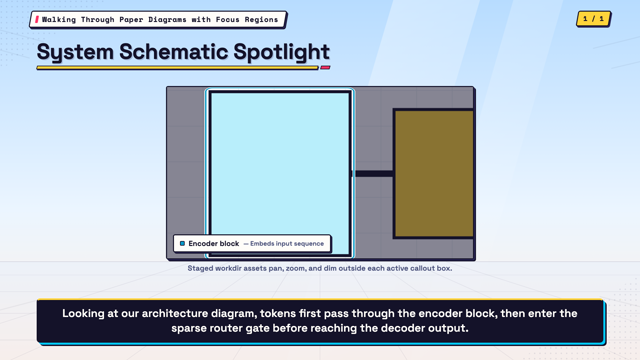 Walking Through Paper Diagrams with Focus Regions
1 / 1
System Schematic Spotlight
Encoder block — Embeds input sequence
Staged workdir assets pan, zoom, and dim outside each active callout box.
Looking at our architecture diagram, tokens first pass through the encoder block, then enter the
sparse router gate before reaching the decoder output.